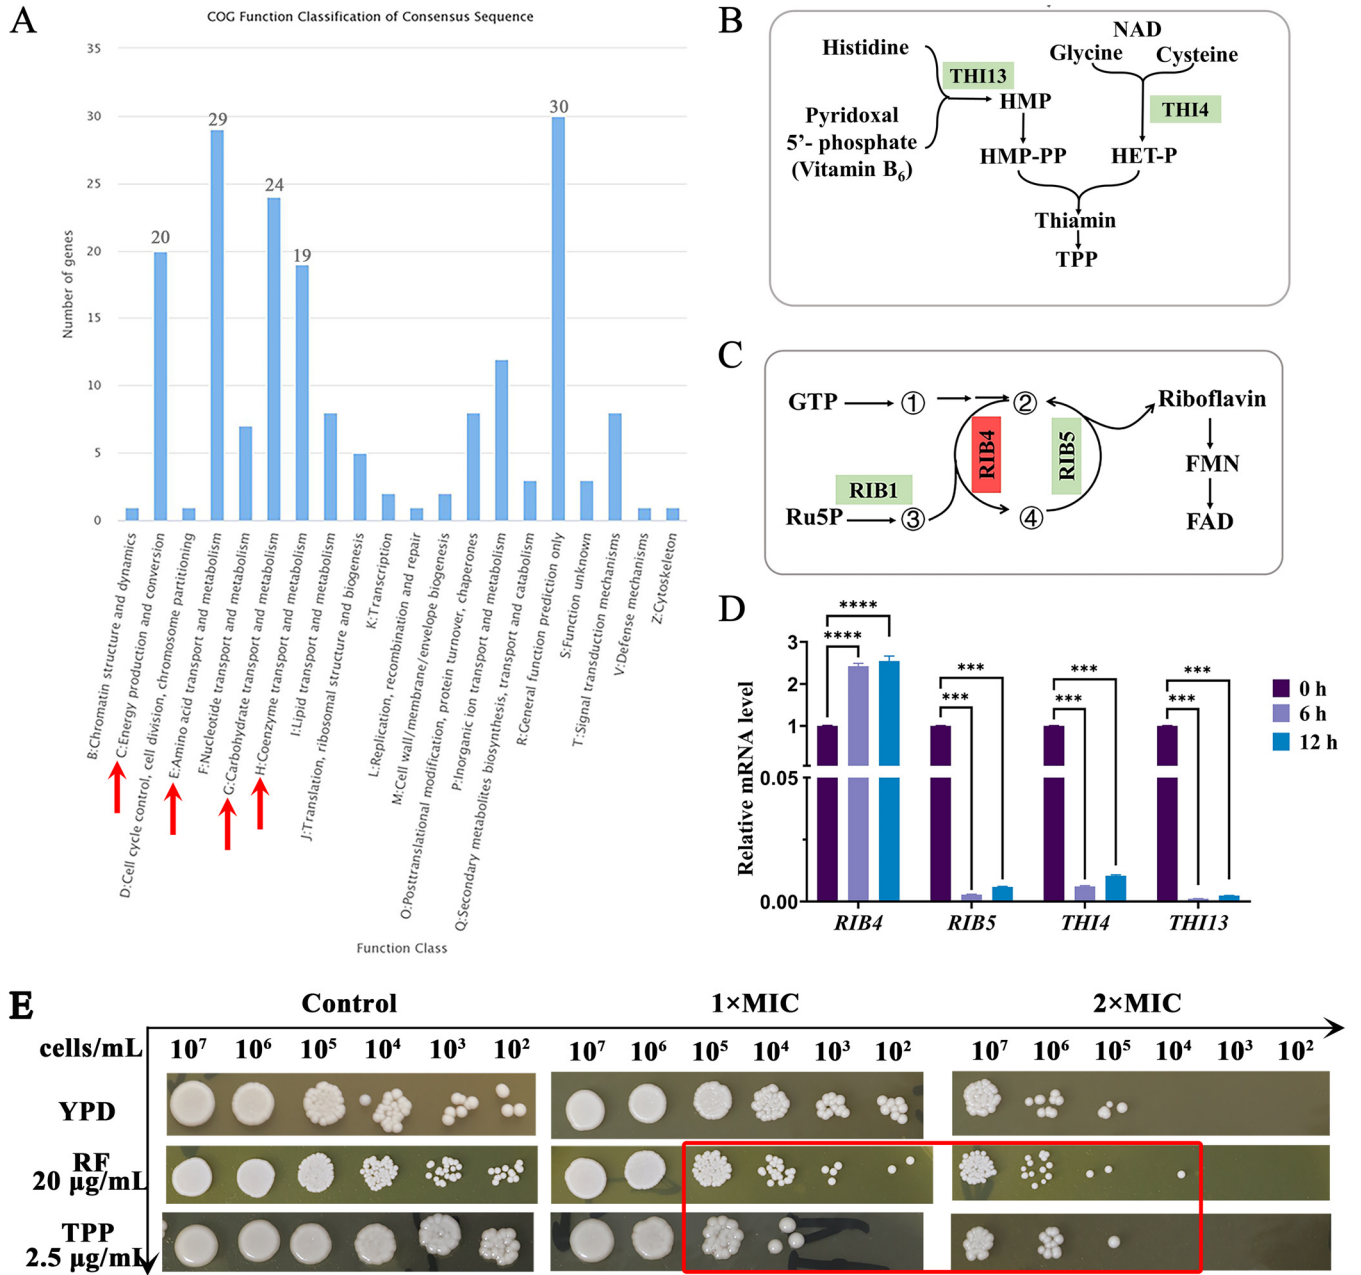 A
COG Function Classification of Consensus Sequence
Number of genes
35
30
25
20
15
10
5
0
20
29
24
19
30
B:Chromatin structure and dynamics
C:Energy production and conversion
D:Cell cycle control, cell division, chromosome partitioning
E:Amino acid transport and metabolism
F:Nucleotide transport and metabolism
G:Carbohydrate transport and metabolism
H:Coenzyme transport and metabolism
I:Lipid transport and metabolism
J:Translation, ribosomal structure and biogenesis
K:Transcription
L:Replication, recombination and repair
M:Cell wall/membrane/envelope biogenesis
O:Posttranslational modification, protein turnover, chaperones
P:Inorganic ion transport and metabolism
Q:Secondary metabolites biosynthesis, transport and catabolism
R:General function prediction only
S:Function unknown
T:Signal transduction mechanisms
V:Defense mechanisms
Z:Cytoskeleton
Function Class
B
Histidine
THI13
NAD
Glycine Cysteine
HMP
THI4
Pyridoxal
5’- phosphate
(Vitamin B6)
HMP-PP
HET-P
Thiamin
TPP
C
GTP ① ② Riboflavin
RIB4
RIB5
FMN
RIB1
Ru5P ③ ④ FAD
D
Relative mRNA level
3
2
1
0.05
0.00
****
****
***
***
***
***
***
***
RIB4 RIB5 THI4 THI13
0 h
6 h
12 h
E
Control 1×MIC 2×MIC
cells/mL 10⁷ 10⁶ 10⁵ 10⁴ 10³ 10² 10⁷ 10⁶ 10⁵ 10⁴ 10³ 10² 10⁷ 10⁶ 10⁵ 10⁴ 10³ 10²
YPD
RF
20 μg/mL
TPP
2.5 μg/mL